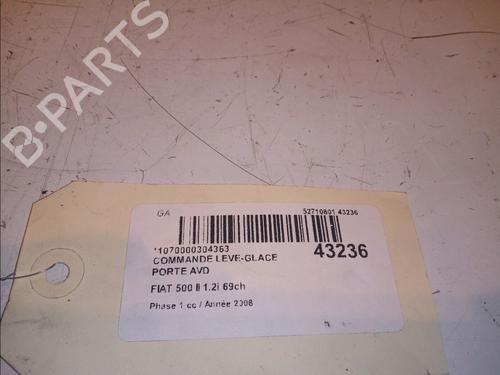 B-PARTS
GA
52710801 43236
*1070000304363
43236
COMMANDE LEVE-GLACE
PORTE AVD
FIAT 500 II 1.2i 69ch
Phase 1 cc / Année 2008